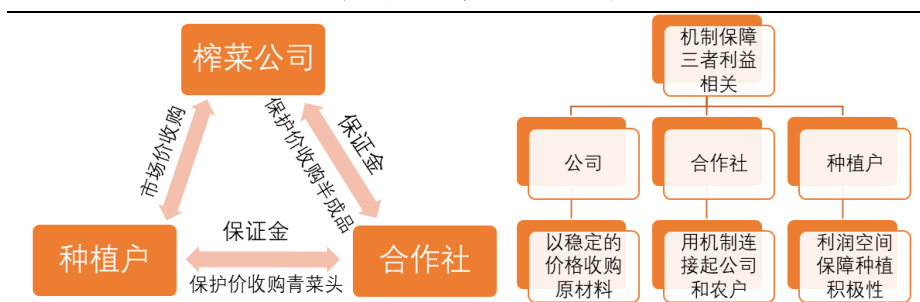 榨菜公司
市场价收购
保证金
保护价收购半成品
种植户
保证金
保护价收购青菜头
合作社
机制保障
三者利益
相关
公司
合作社
种植户
以稳定的
价格收购
原材料
用机制连
接起公司
和农户
利润空间
保障种植
积极性